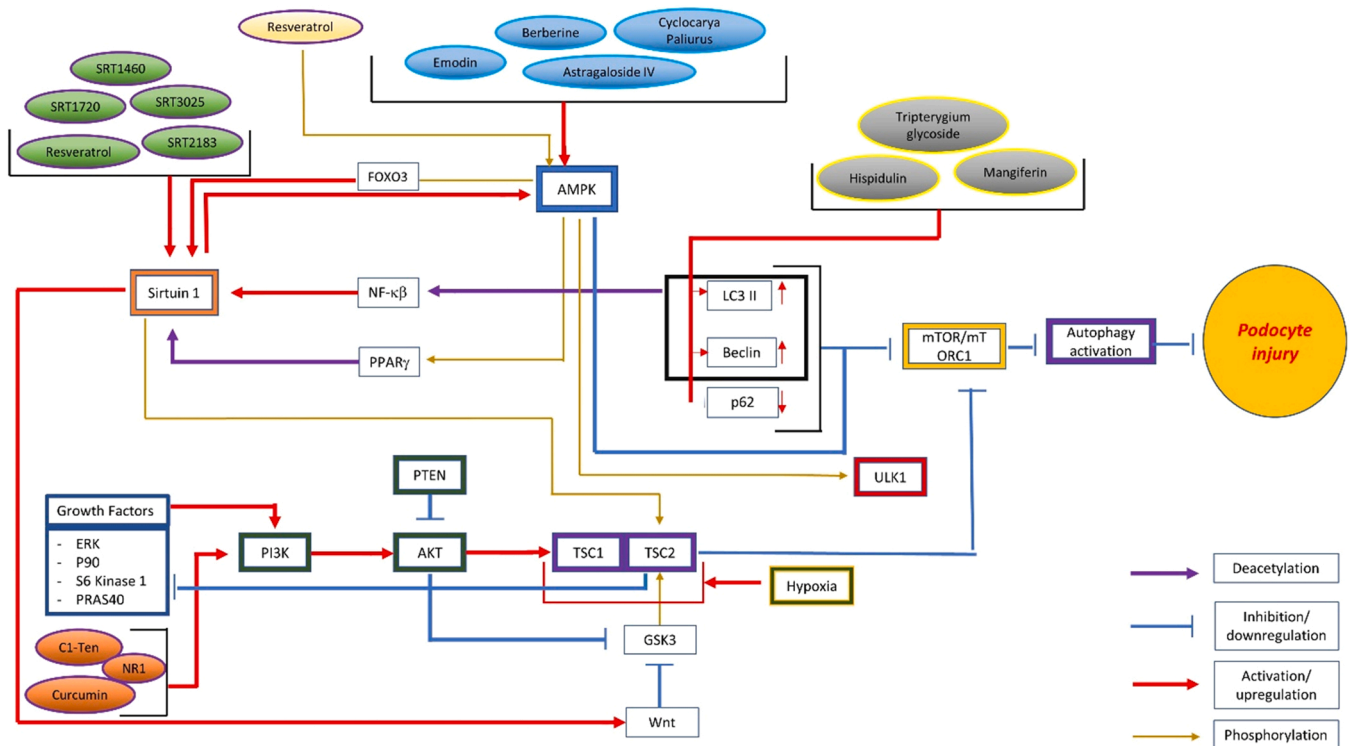 Resveratrol
Berberine
Cyclocarya
Paliurus
Emodin
Astragaloside IV
SRT1460
SRT1720
SRT3025
Resveratrol
SRT2183
Tripterygium
glycoside
Hispidulin
Mangiferin
FOXO3
AMPK
Sirtuin 1
NF-κβ
LC3 II
PPARγ
Beclin
p62
mTOR/mT
ORC1
Autophagy
activation
Podocyte
injury
PTEN
ULK1
Growth Factors
- ERK
- P90
- S6 Kinase 1
- PRAS40
PI3K
AKT
TSC1
TSC2
Hypoxia
GSK3
C1-Ten
NR1
Curcumin
Wnt
Deacetylation
Inhibition/
downregulation
Activation/
upregulation
Phosphorylation